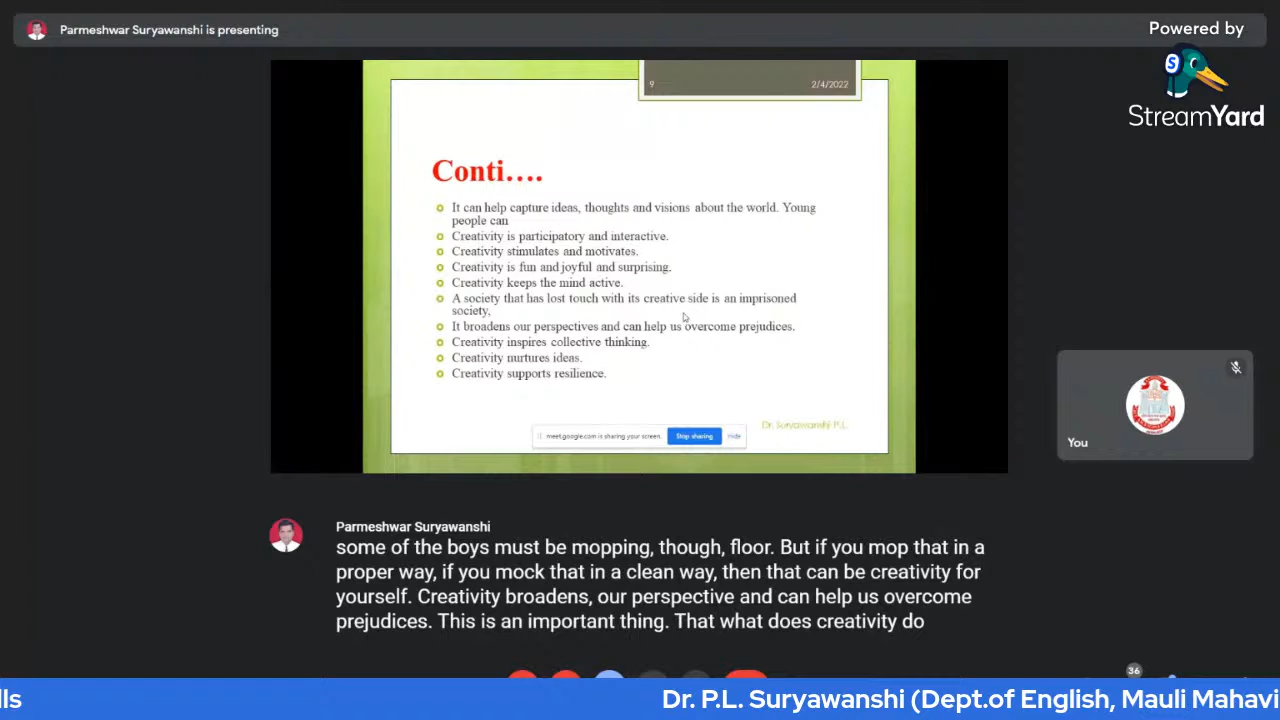 Parmeshwar Suryawanshi is presenting
Powered by
StreamYard
9
2/4/2022
Conti....
It can help capture ideas, thoughts and visions about the world. Young
people can
Creativity is participatory and interactive.
Creativity stimulates and motivates.
Creativity is fun and joyful and surprising.
Creativity keeps the mind active.
A society that has lost touch with its creative side is an imprisoned
society,
It broadens our perspectives and can help us overcome prejudices.
Creativity inspires collective thinking.
Creativity nurtures ideas.
Creativity supports resilience.
Dr. Suryawanshi P.L.
meet.google.com is sharing your screen.
Stop sharing
Hide
You
Parmeshwar Suryawanshi
some of the boys must be mopping, though, floor. But if you mop that in a
proper way, if you mock that in a clean way, then that can be creativity for
yourself. Creativity broadens, our perspective and can help us overcome
prejudices. This is an important thing. That what does creativity do
36
lls
Dr. P.L. Suryawanshi (Dept.of English, Mauli Mahavi